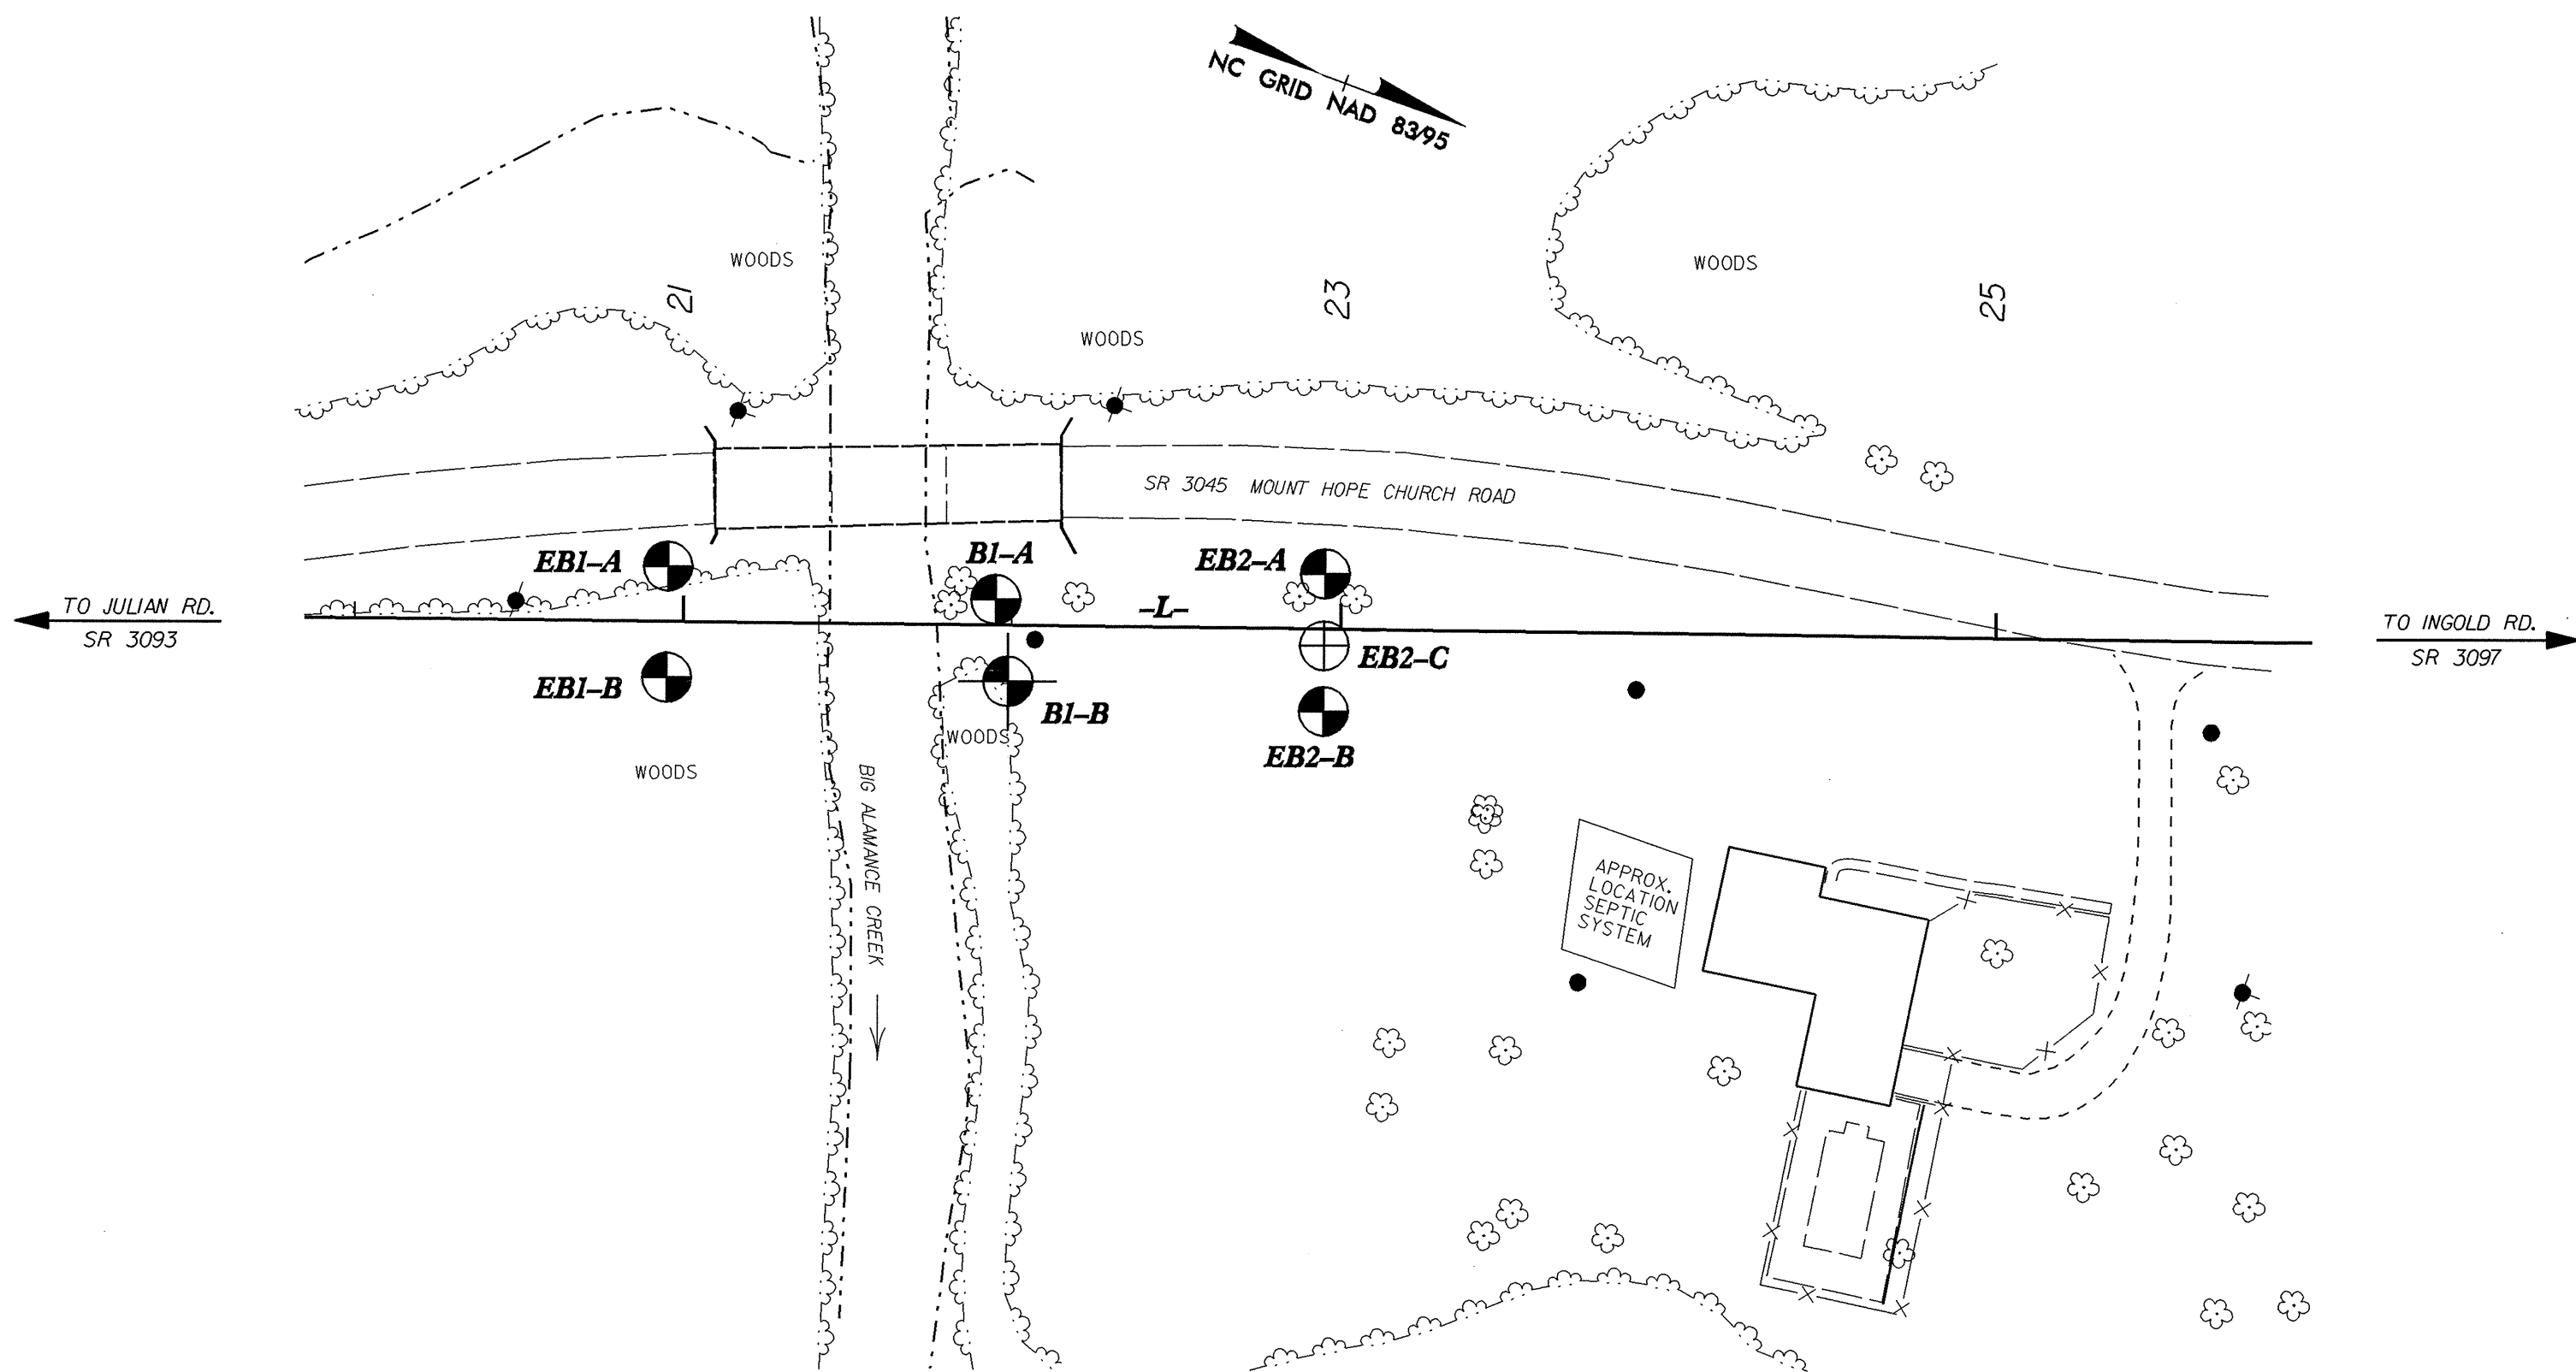 NC GRID NAD 83/95
WOODS
WOODS
21
23
25
WOODS
SR 3045 MOUNT HOPE CHURCH ROAD
EB1-A
B1-A
EB2-A
TO JULIAN RD.
SR 3093
-L-
TO INGOLD RD.
SR 3097
EB2-C
EB1-B
B1-B
WOODS
EB2-B
WOODS
BIG ALAMANCE CREEK
APPROX.
LOCATION
SEPTIC
SYSTEM